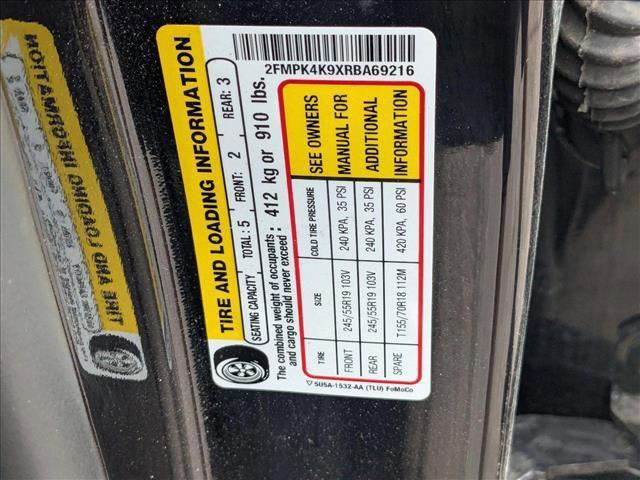 2FMPK4K9XRBA69216
TIRE AND LOADING INFORMATION
SEATING CAPACITY TOTAL: 5 FRONT: 2 REAR: 3
The combined weight of occupants and cargo should never exceed : 412 kg or 910 lbs.
TIRE SIZE COLD TIRE PRESSURE SEE OWNERS
FRONT 245/55R19 103V 240 KPA, 35 PSI MANUAL FOR
REAR 245/55R19 103V 240 KPA, 35 PSI ADDITIONAL
SPARE T155/70R18 112M 420 KPA, 60 PSI INFORMATION
5U5A-1532-AA (TLU) FoMoCo
TIRE AND LOADING INFORMATION